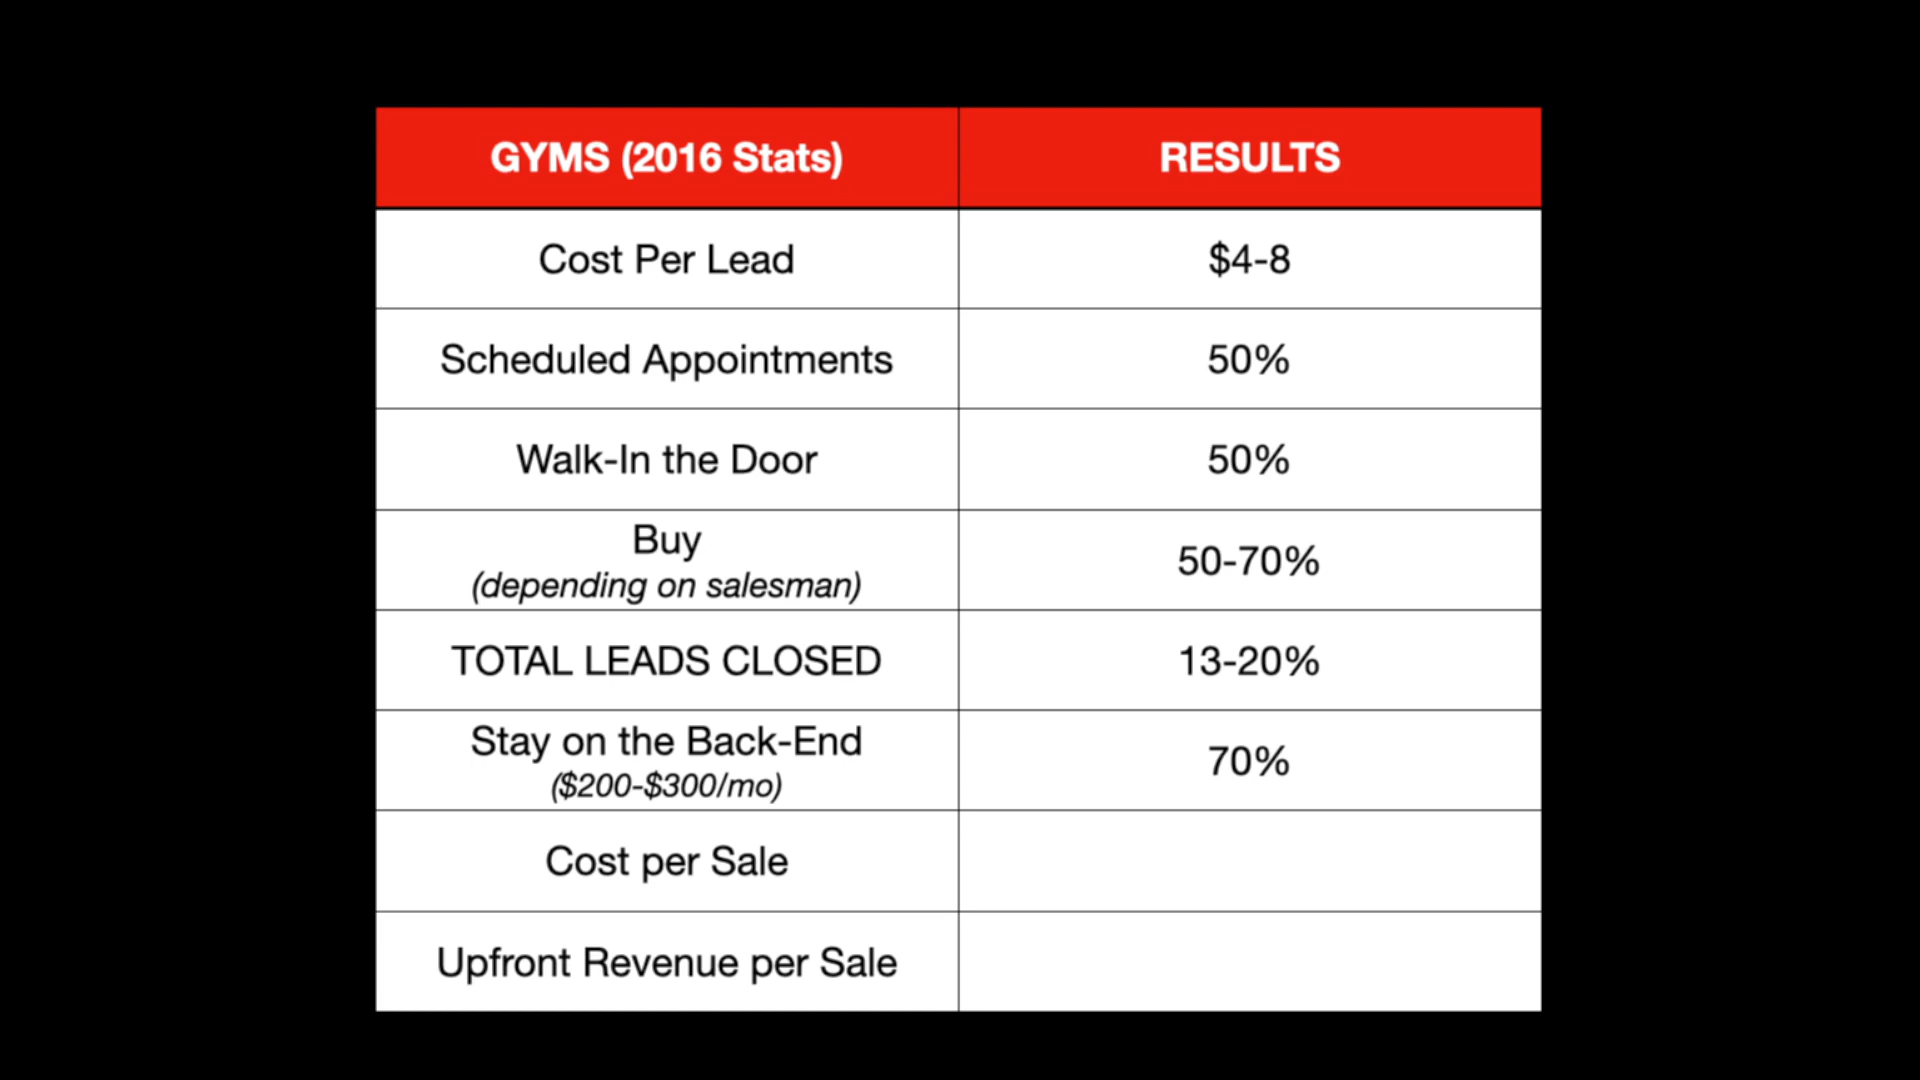 GYMS (2016 Stats)
RESULTS
Cost Per Lead
$4-8
Scheduled Appointments
50%
Walk-In the Door
50%
Buy
(depending on salesman)
50-70%
TOTAL LEADS CLOSED
13-20%
Stay on the Back-End
($200-$300/mo)
70%
Cost per Sale
Upfront Revenue per Sale